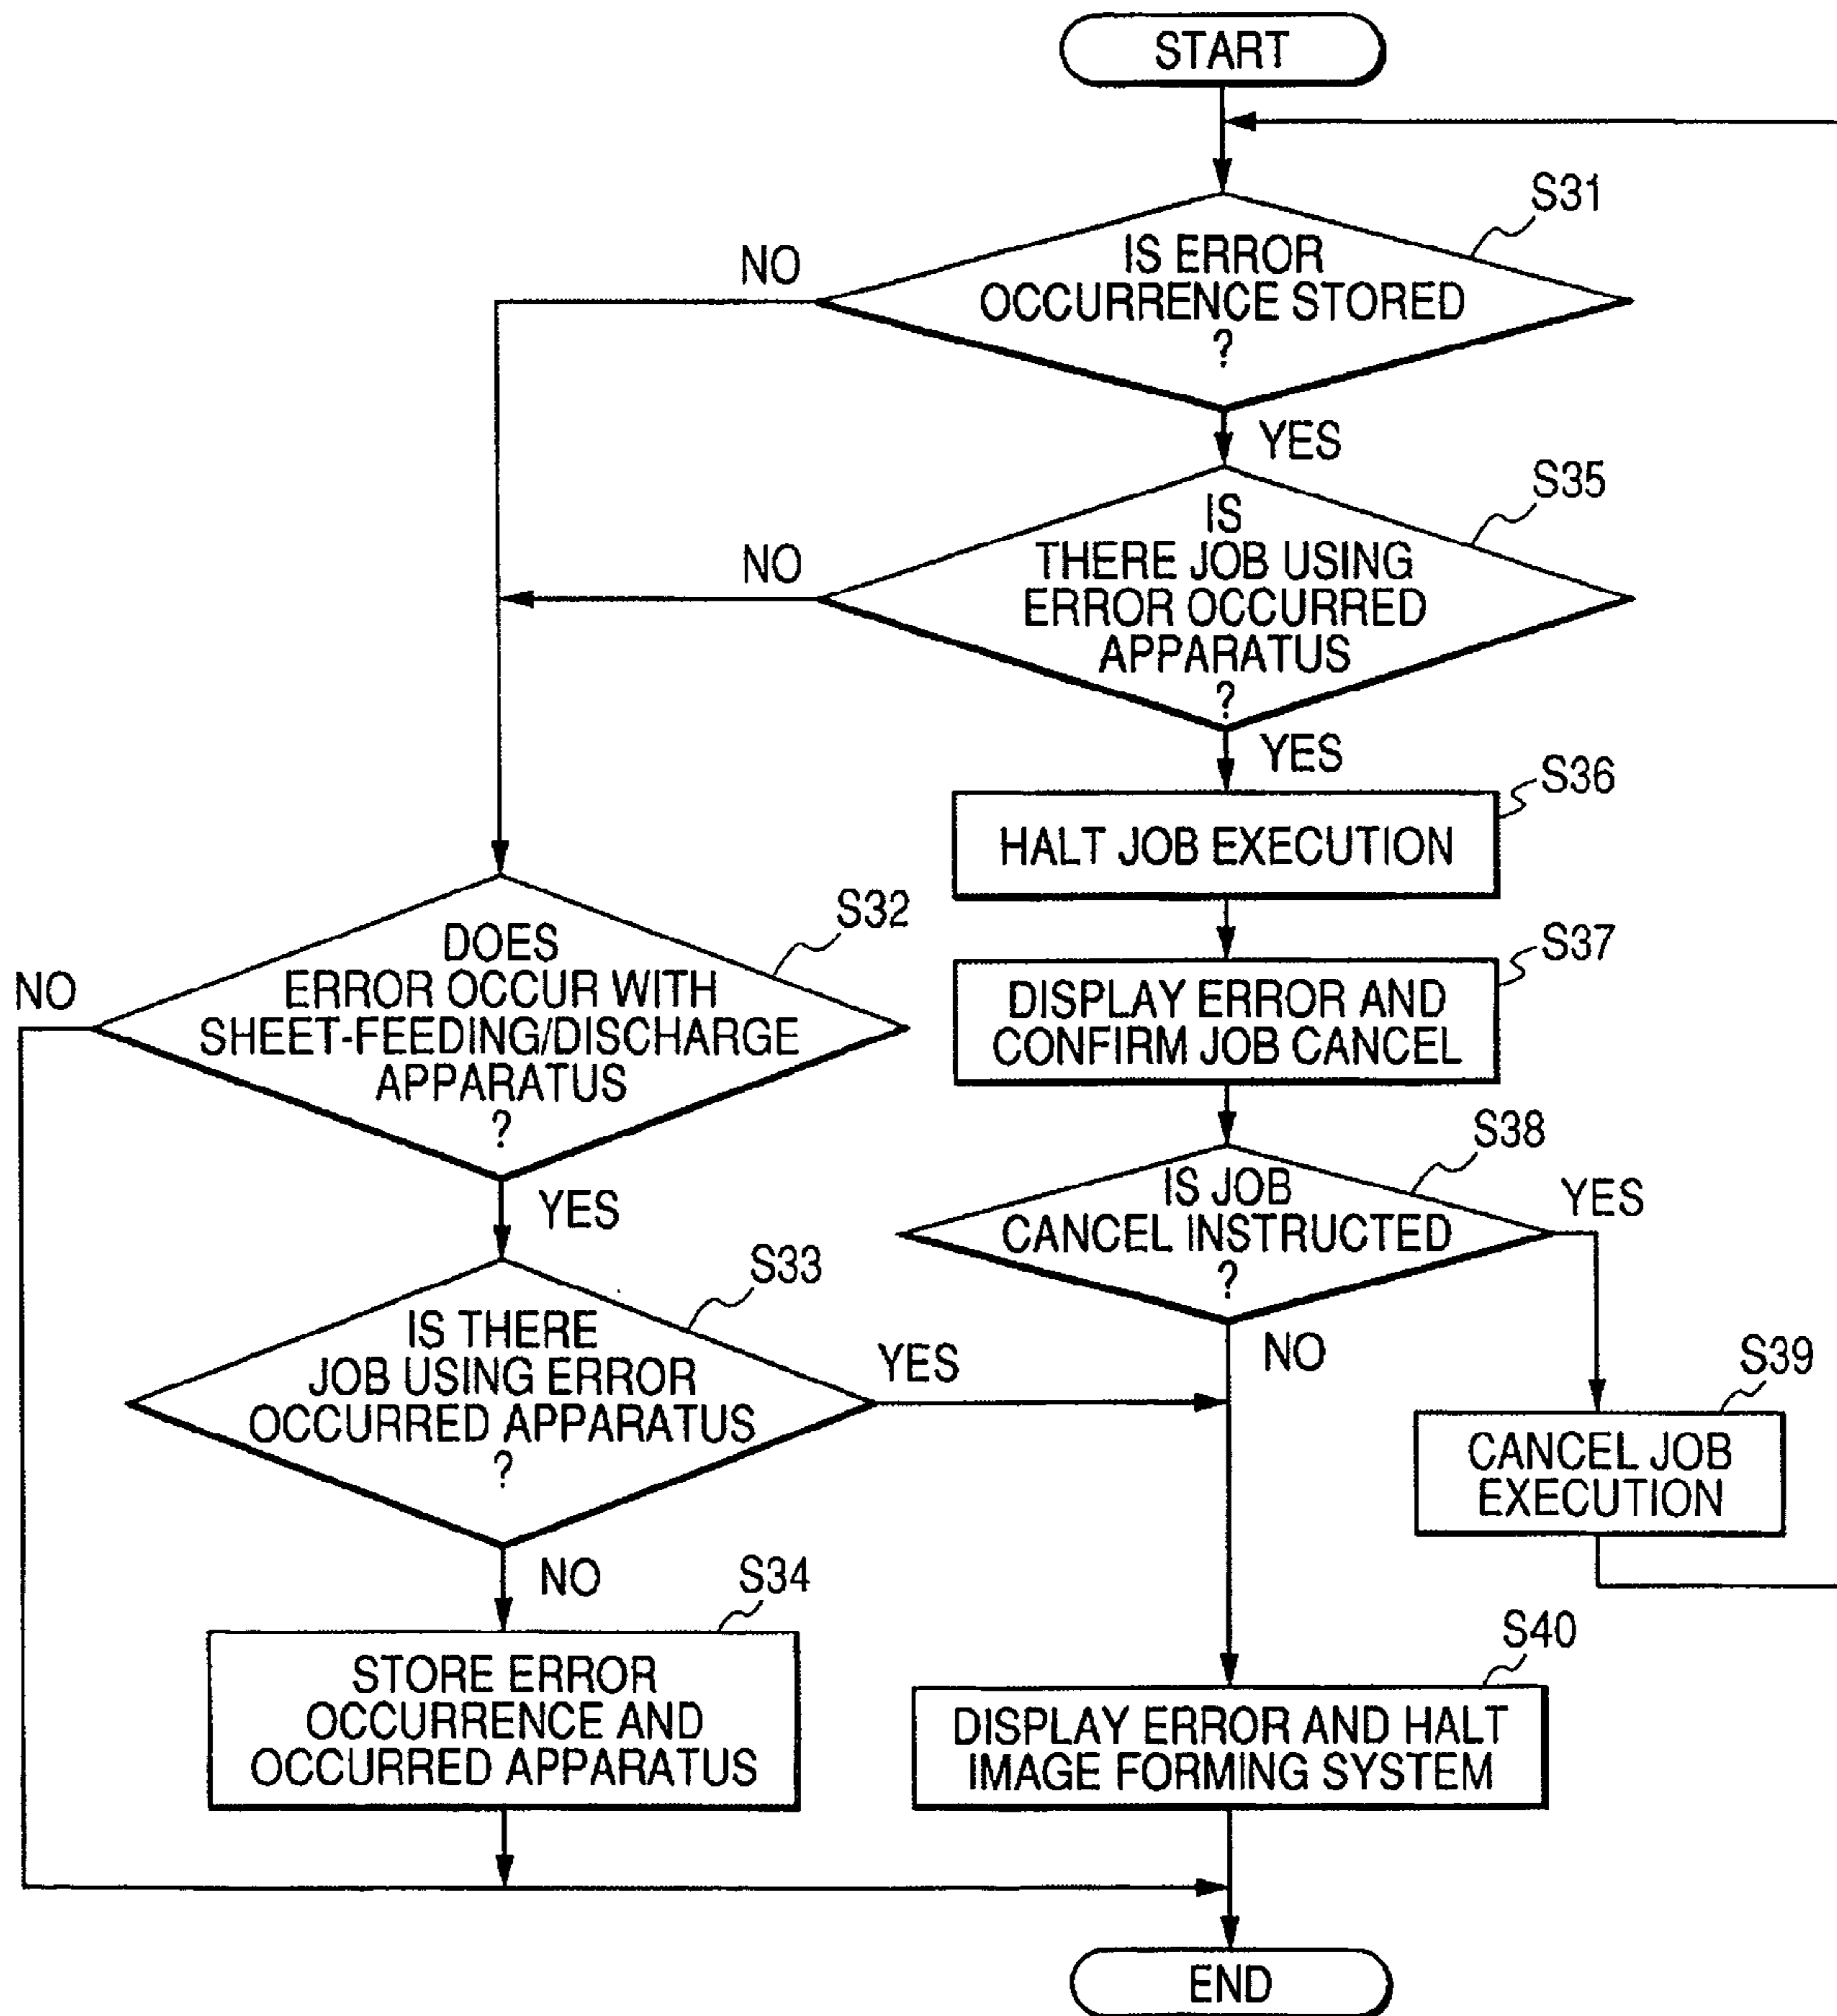 START
S31
NO
IS ERROR
OCCURRENCE STORED
?
YES
S35
NO
IS
THERE JOB USING
ERROR OCCURRED
APPARATUS
?
YES
S36
HALT JOB EXECUTION
S32
NO
DOES
ERROR OCCUR WITH
SHEET-FEEDING/DISCHARGE
APPARATUS
?
YES
S37
DISPLAY ERROR AND
CONFIRM JOB CANCEL
S38
IS JOB
CANCEL INSTRUCTED
?
YES
NO
S33
IS THERE
JOB USING ERROR
OCCURRED APPARATUS
?
YES
NO
S39
CANCEL JOB
EXECUTION
S34
STORE ERROR
OCCURRENCE AND
OCCURRED APPARATUS
S40
DISPLAY ERROR AND HALT
IMAGE FORMING SYSTEM
END